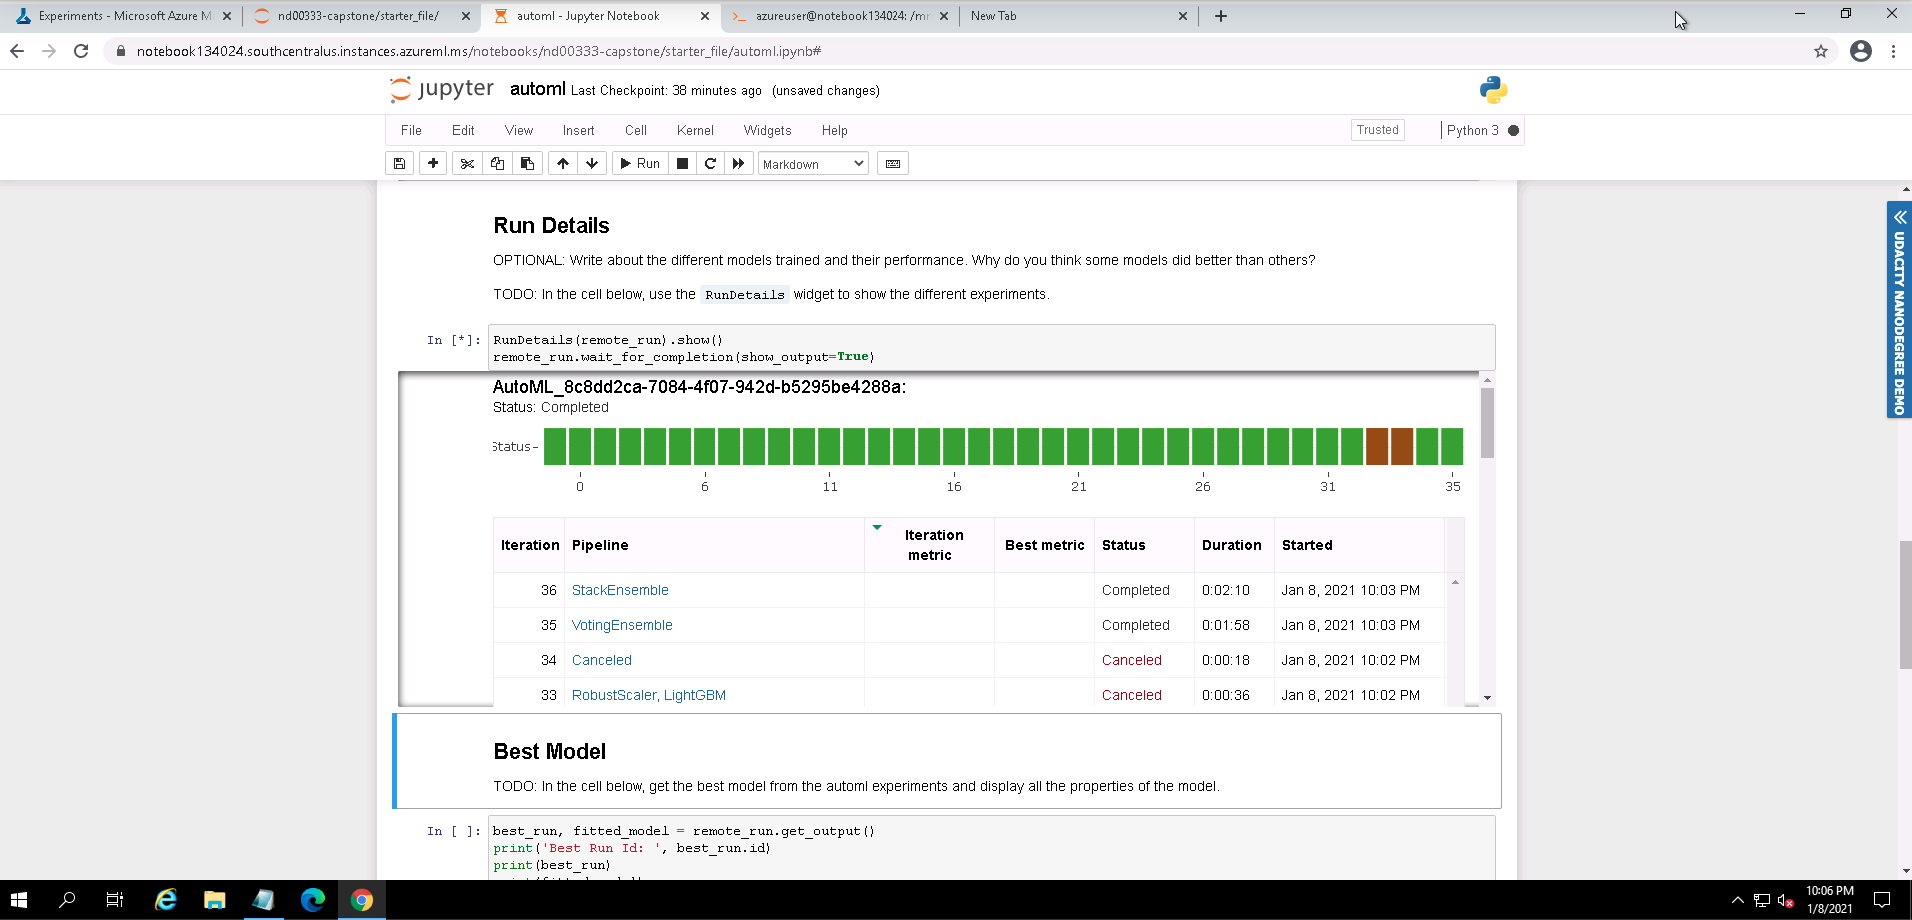 Experiments - Microsoft Azure M
nd00333-capstone/starter_file/
automl - Jupyter Notebook
azureuser@notebook134024: /mn
New Tab
notebook134024.southcentralus.instances.azureml.ms/notebooks/nd00333-capstone/starter_file/automl.ipynb#
jupyter automl Last Checkpoint: 38 minutes ago (unsaved changes)
File Edit View Insert Cell Kernel Widgets Help Trusted Python 3
Run Markdown
UDACITY NANODEGREE DEMO
Run Details
OPTIONAL: Write about the different models trained and their performance. Why do you think some models did better than others?
TODO: In the cell below, use the RunDetails widget to show the different experiments.
In [*]: RunDetails(remote_run).show()
remote_run.wait_for_completion(show_output=True)
AutoML_8c8dd2ca-7084-4f07-942d-b5295be4288a:
Status: Completed
Status
0 6 11 16 21 26 31 35
Iteration Pipeline Iteration metric Best metric Status Duration Started
36 StackEnsemble Completed 0:02:10 Jan 8, 2021 10:03 PM
35 VotingEnsemble Completed 0:01:58 Jan 8, 2021 10:03 PM
34 Canceled Canceled 0:00:18 Jan 8, 2021 10:02 PM
33 RobustScaler, LightGBM Canceled 0:00:36 Jan 8, 2021 10:02 PM
Best Model
TODO: In the cell below, get the best model from the automl experiments and display all the properties of the model.
In [ ]: best_run, fitted_model = remote_run.get_output()
print('Best Run Id: ', best_run.id)
print(best_run)
10:06 PM
1/8/2021